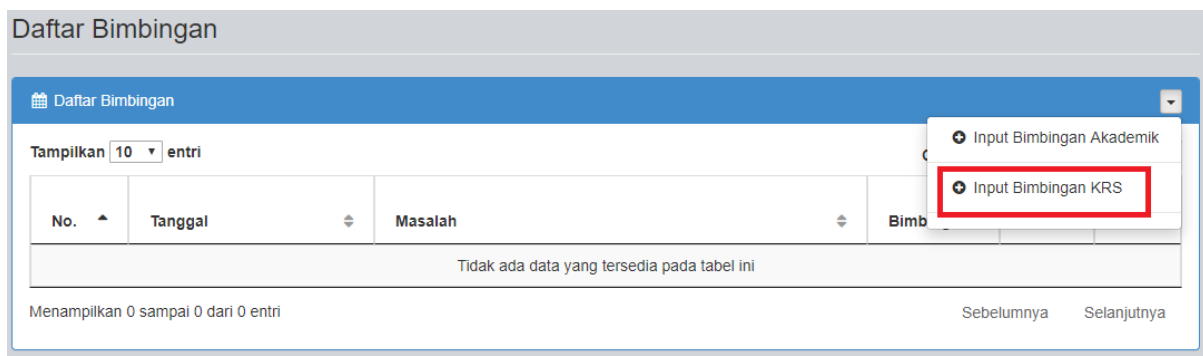 Daftar Bimbingan
Daftar Bimbingan
Input Bimbingan Akademik
Tampilkan 10 entri
Input Bimbingan KRS
No. Tanggal Masalah
Tidak ada data yang tersedia pada tabel ini
Menampilkan 0 sampai 0 dari 0 entri Sebelumnya Selanjutnya